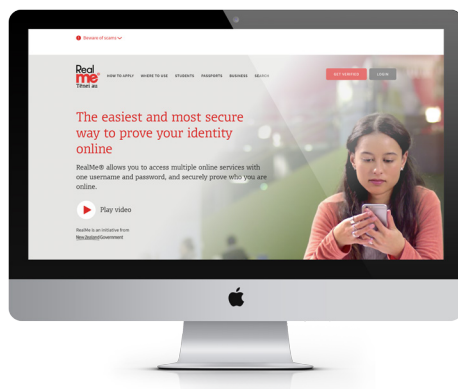 Beware of scams
Real
me®
Tēnei au
HOW TO APPLY WHERE TO USE STUDENTS PASSPORTS BUSINESS SEARCH
GET VERIFIED LOGIN
The easiest and most secure
way to prove your identity
online
RealMe® allows you to access multiple online services with
one username and password, and securely prove who you are
online.
Play video
RealMe is an initiative from
New Zealand Government